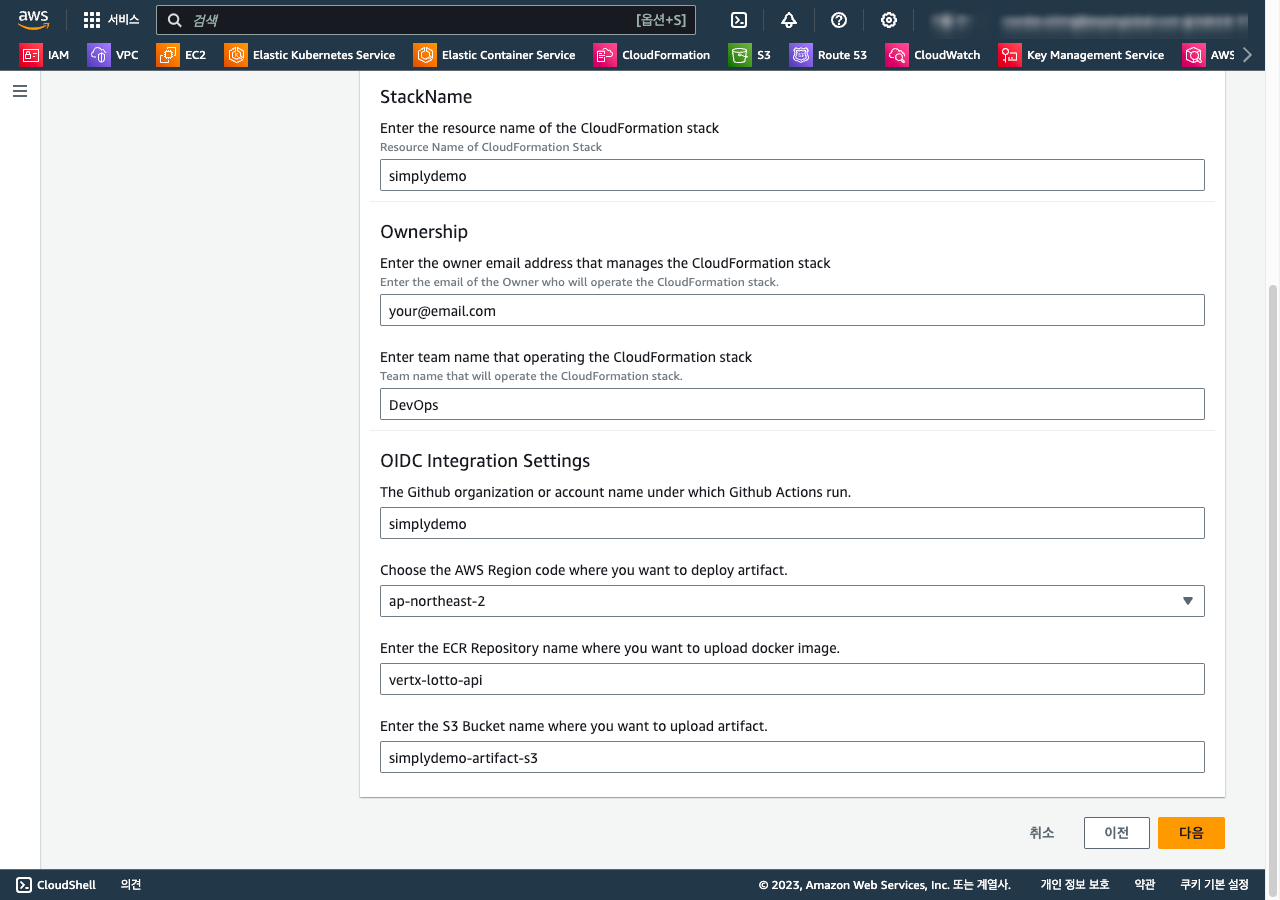 aws 서비스 검색 [옵션+S]
IAM VPC EC2 Elastic Kubernetes Service Elastic Container Service CloudFormation S3 Route 53 CloudWatch Key Management Service AWS
StackName
Enter the resource name of the CloudFormation stack
Resource Name of CloudFormation Stack
simplydemo
Ownership
Enter the owner email address that manages the CloudFormation stack
Enter the email of the Owner who will operate the CloudFormation stack.
your@email.com
Enter team name that operating the CloudFormation stack
Team name that will operate the CloudFormation stack.
DevOps
OIDC Integration Settings
The Github organization or account name under which Github Actions run.
simplydemo
Choose the AWS Region code where you want to deploy artifact.
ap-northeast-2
Enter the ECR Repository name where you want to upload docker image.
vertx-lotto-api
Enter the S3 Bucket name where you want to upload artifact.
simplydemo-artifact-s3
취소 이전 다음
CloudShell 의견 © 2023, Amazon Web Services, Inc. 또는 계열사. 개인 정보 보호 약관 쿠키 기본 설정